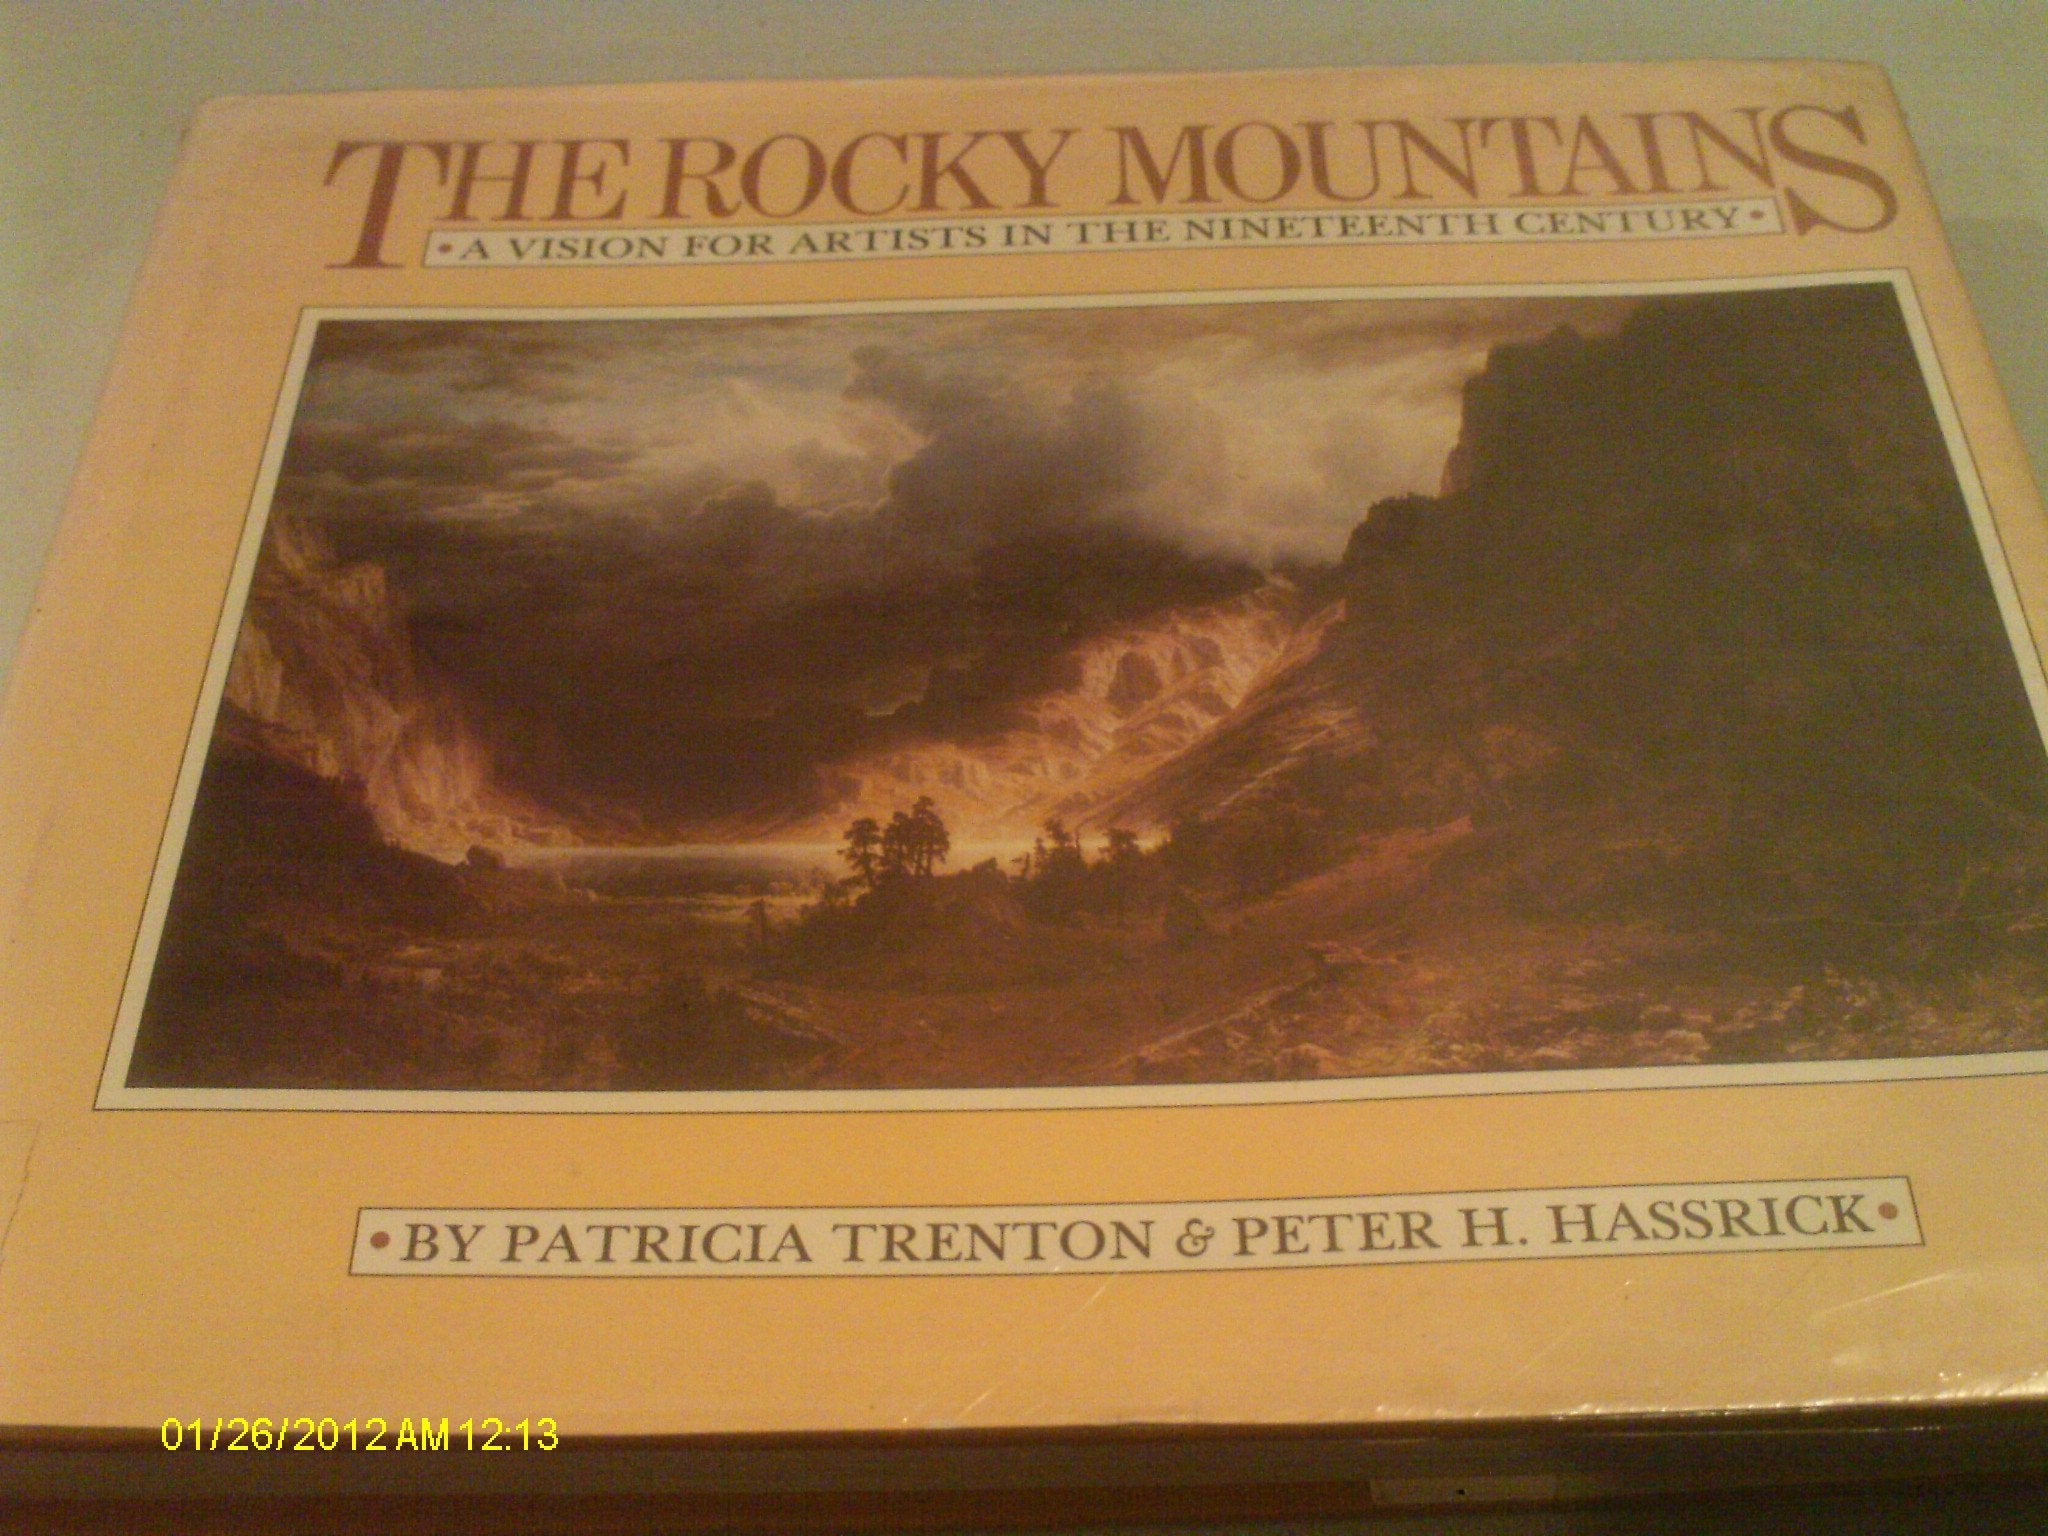 THE ROCKY MOUNTAINS
• A VISION FOR ARTISTS IN THE NINETEENTH CENTURY •
• BY PATRICIA TRENTON & PETER H. HASSRICK •
01/26/2012 AM 12:13